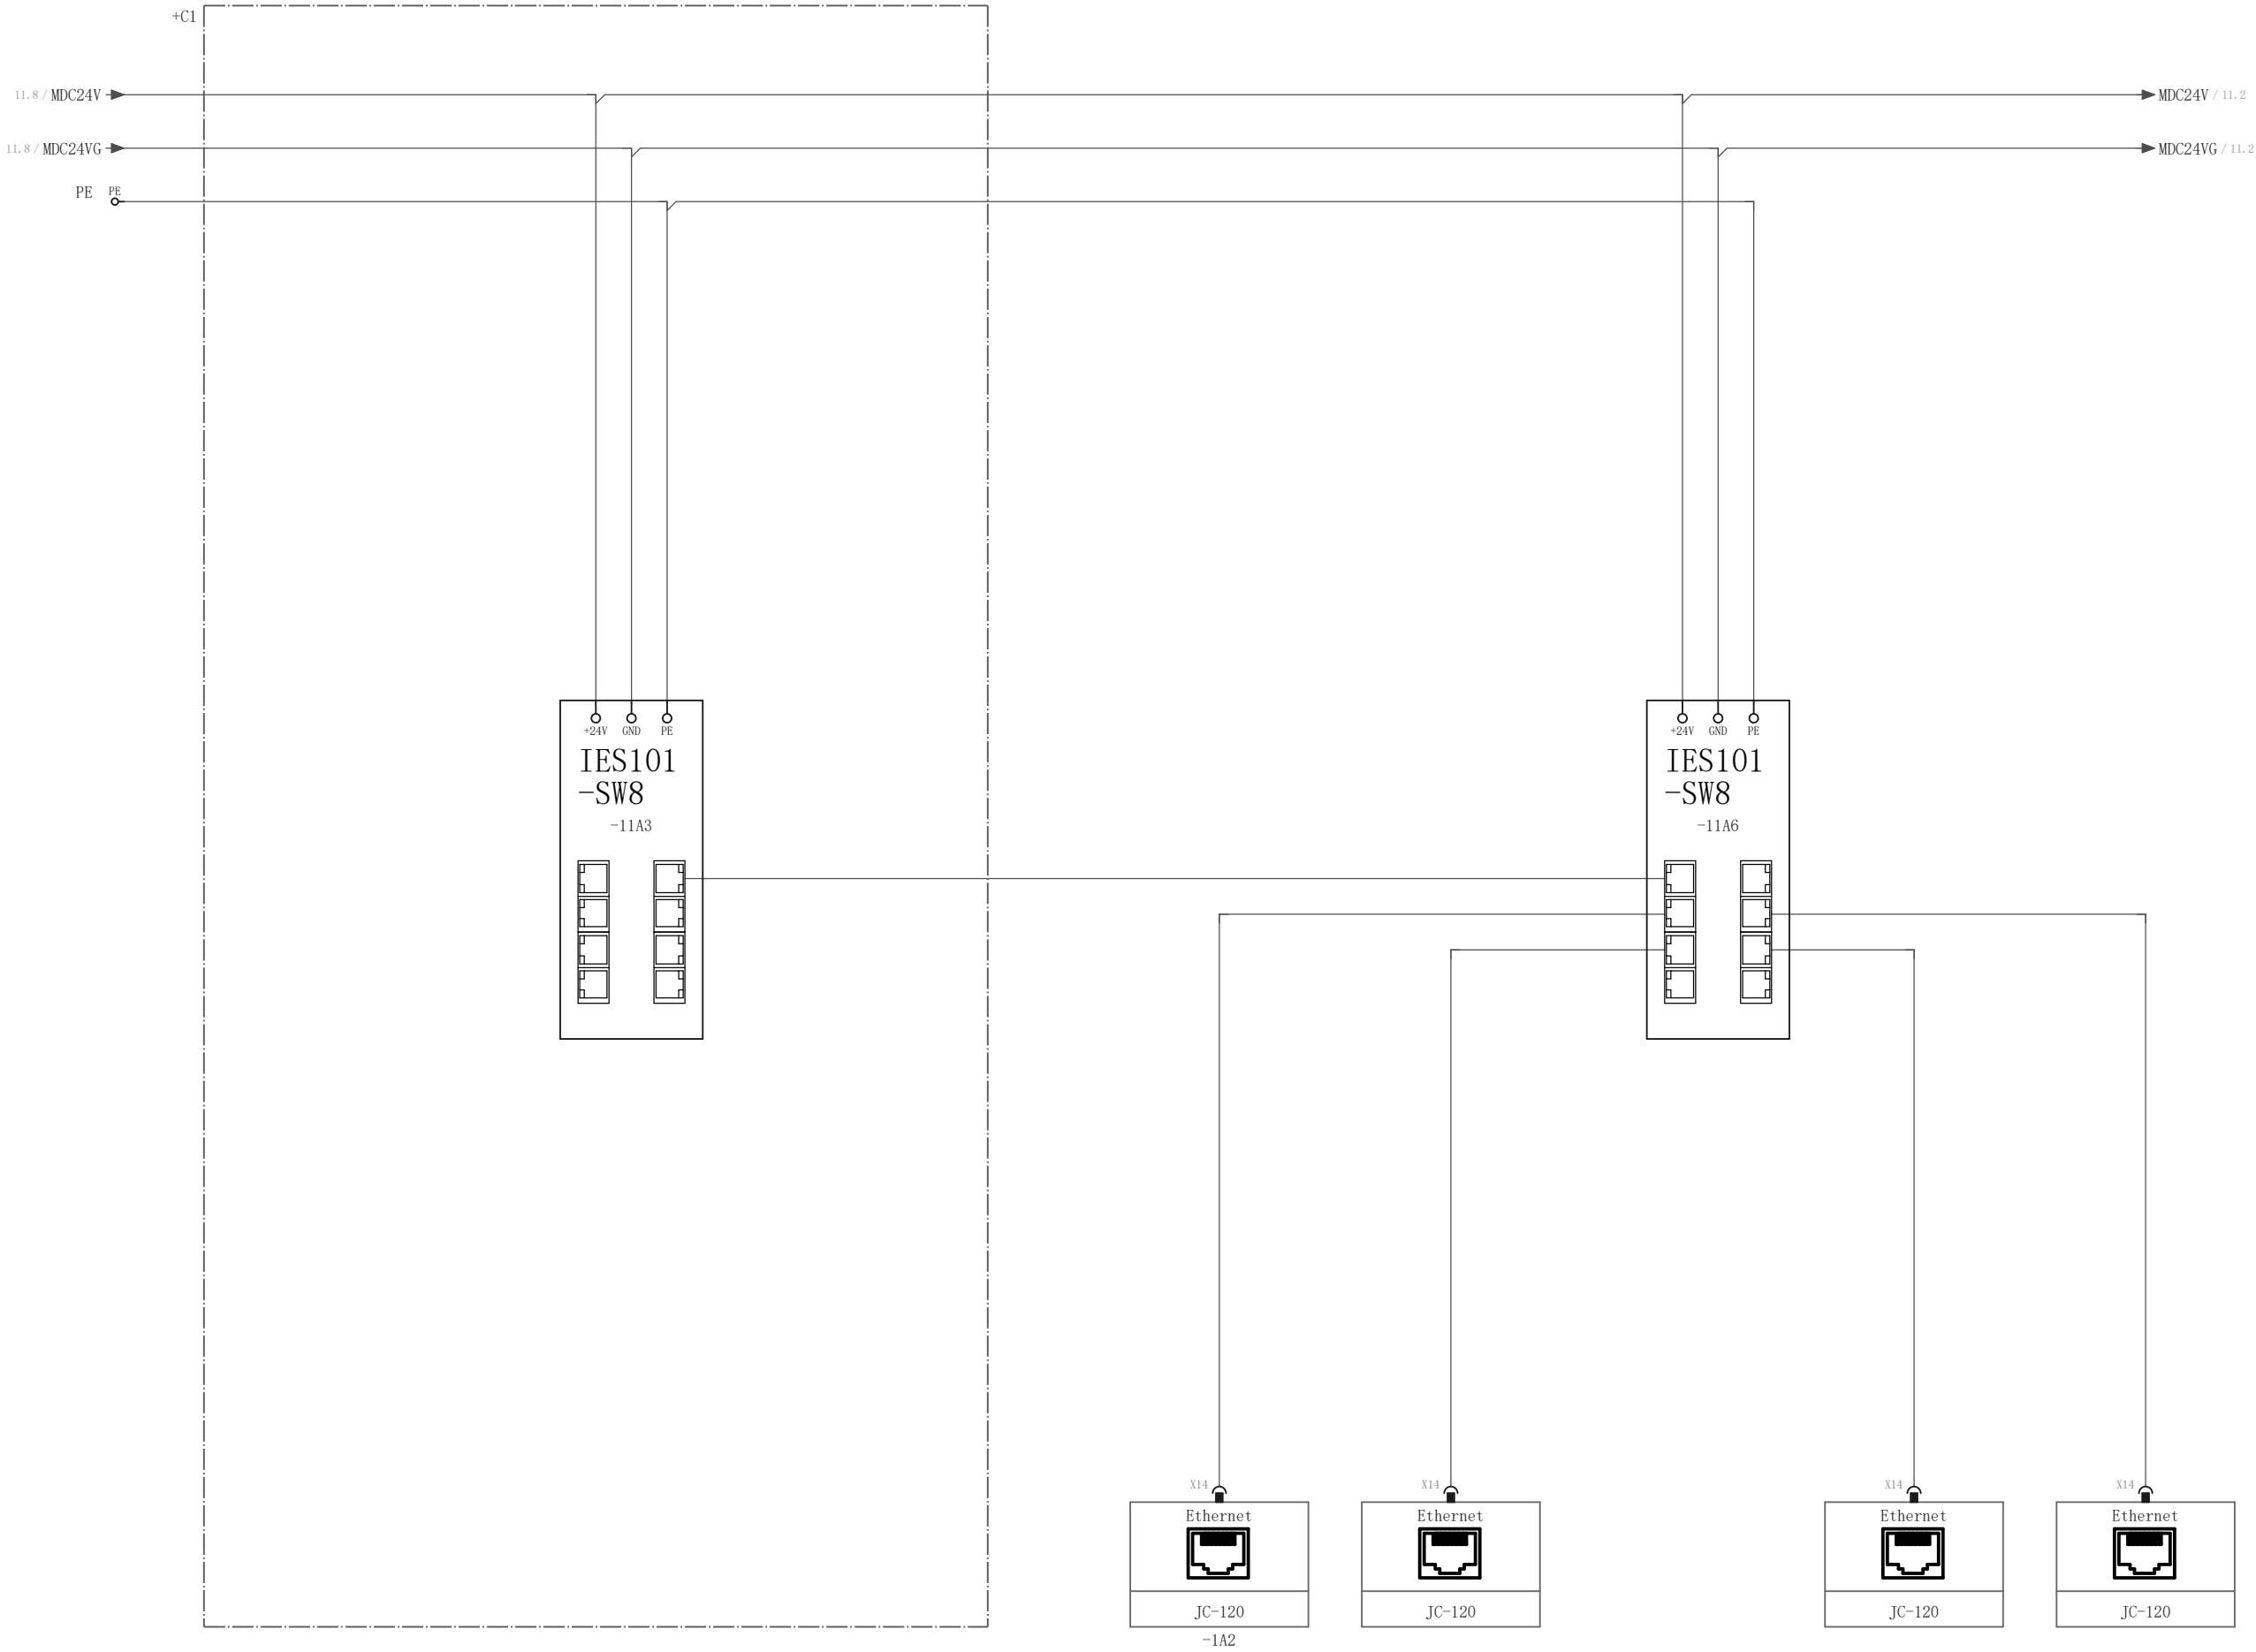 +C1
11.8 / MDC24V
MDC24V / 11.2
11.8 / MDC24VG
MDC24VG / 11.2
PE PE
+24V GND PE
IES101
-SW8
-11A3
+24V GND PE
IES101
-SW8
-11A6
X14
X14
X14
X14
Ethernet
Ethernet
Ethernet
Ethernet
JC-120
JC-120
JC-120
JC-120
-1A2